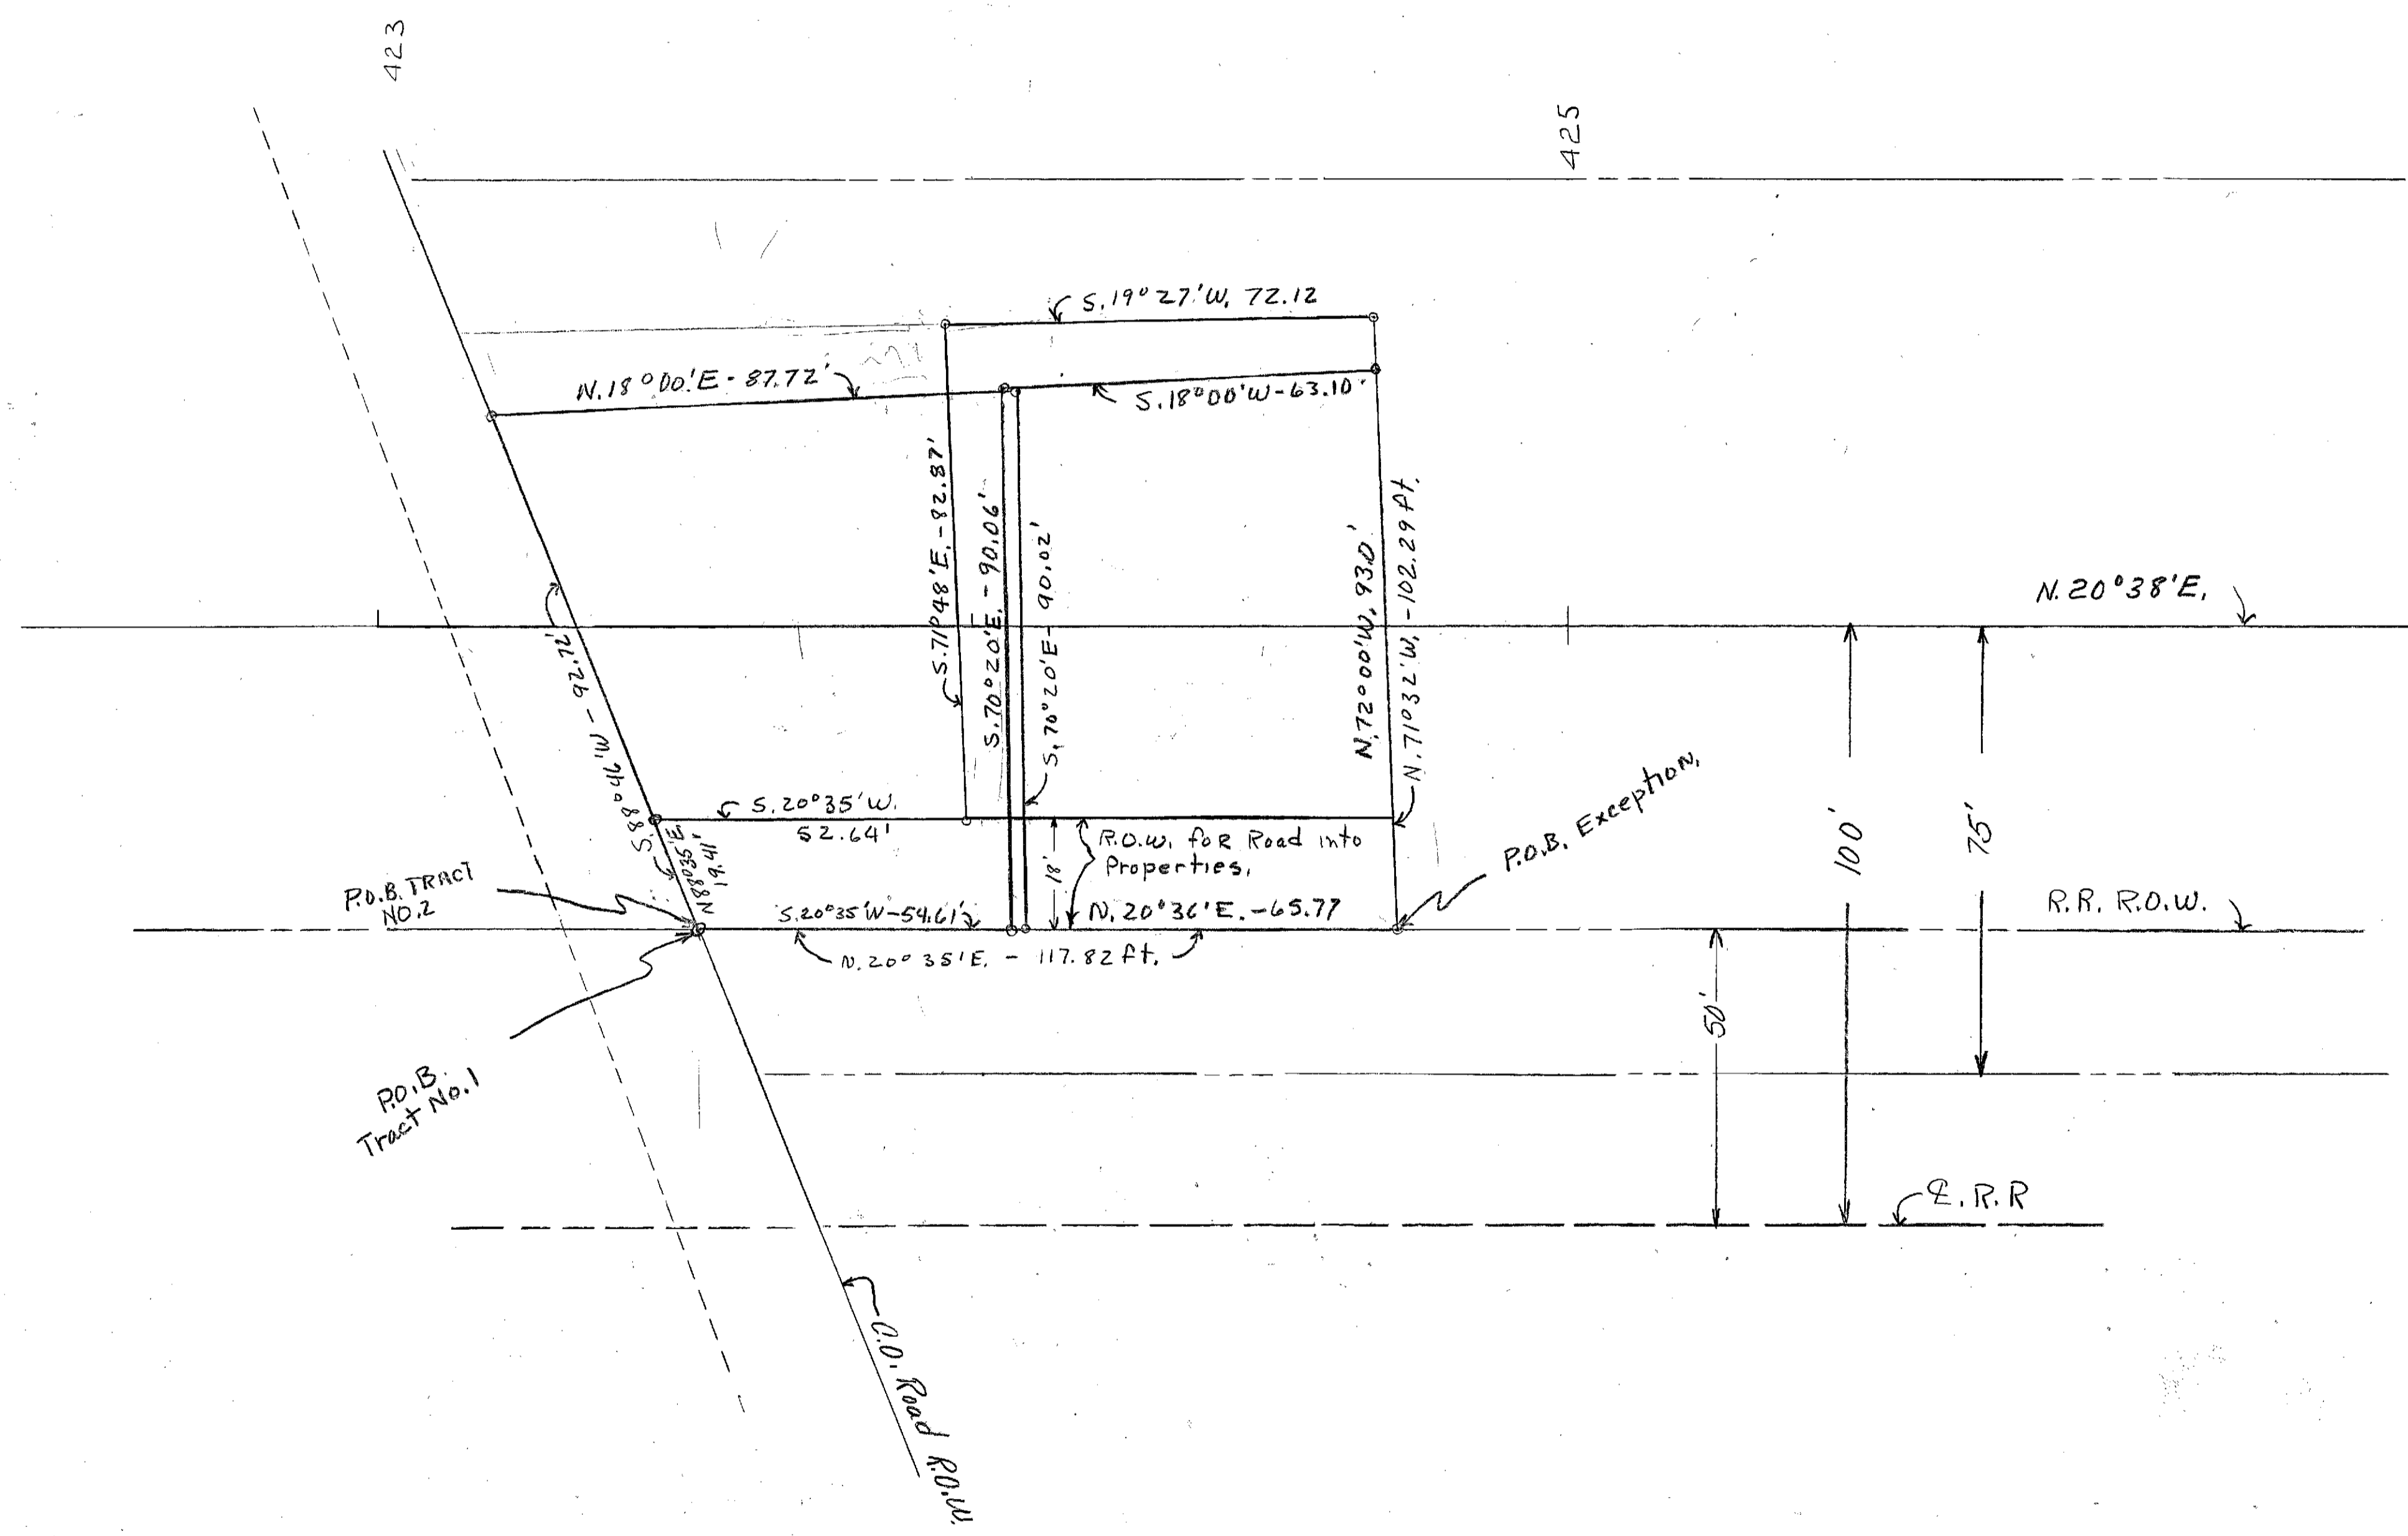 423
425
S.19°27'W. 72.12
N.18°00'E - 87.72'
S.18°00'W-63.10'
S.71°48'E.-82.87'
S.70°20'E.- 90.06'
S.70°20'E- 90.02'
N.72°00'W. 93.0'
N.71°32'W.-102.29 ft.
N.20°38'E.
S.88°46'W - 92.72'
S.20°35'W.
52.64'
N88°35'E.
19.41'
18'
R.O.W. for Road into
Properties.
P.O.B. Exception.
100'
75'
P.O.B. TRACT
NO.2
S.20°35'W-54.61'
N.20°36'E.-65.77
R.R. R.O.W.
N.20°35'E. - 117.82 ft.
50'
P.O.B.
Tract No.1
℄.R.R
C.O. Road R.O.W.